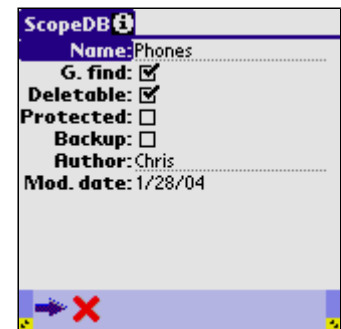 ScopeDB i
Name: Phones
G. find:
Deletable:
Protected:
Backup:
Author: Chris
Mod. date: 1/28/04